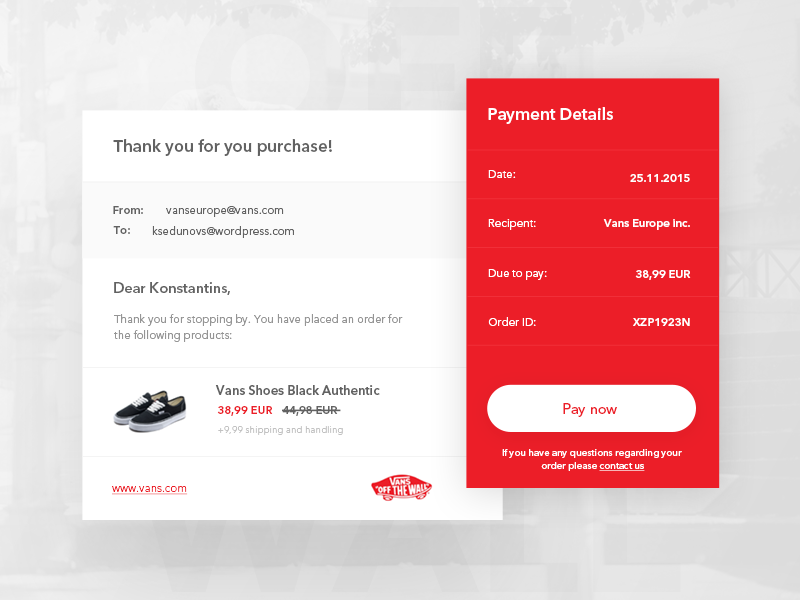 Thank you for you purchase!
From: vanseurope@vans.com
To: ksedunovs@wordpress.com
Dear Konstantins,
Thank you for stopping by. You have placed an order for
the following products:
Vans Shoes Black Authentic
38,99 EUR 44,98 EUR
+9,99 shipping and handling
www.vans.com
VANS
"OFF THE WALL"
Payment Details
Date: 25.11.2015
Recipent: Vans Europe Inc.
Due to pay: 38,99 EUR
Order ID: XZP1923N
Pay now
If you have any questions regarding your
order please contact us